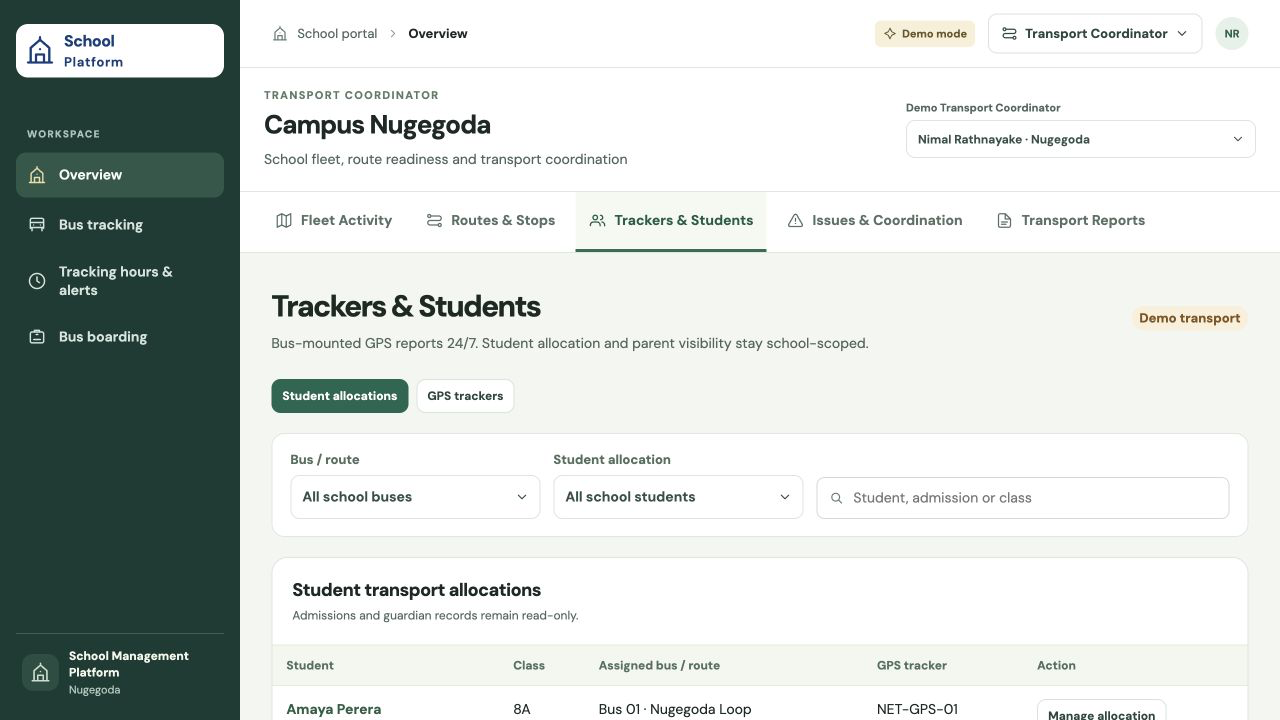 School
Platform
WORKSPACE
Overview
Bus tracking
Tracking hours &
alerts
Bus boarding
School Management
Platform
Nugegoda
School portal > Overview
Demo mode
Transport Coordinator
NR
TRANSPORT COORDINATOR
Campus Nugegoda
School fleet, route readiness and transport coordination
Demo Transport Coordinator
Nimal Rathnayake · Nugegoda
Fleet Activity
Routes & Stops
Trackers & Students
Issues & Coordination
Transport Reports
Trackers & Students
Bus-mounted GPS reports 24/7. Student allocation and parent visibility stay school-scoped.
Demo transport
Student allocations
GPS trackers
Bus / route
All school buses
Student allocation
All school students
Student, admission or class
Student transport allocations
Admissions and guardian records remain read-only.
Student Class Assigned bus / route GPS tracker Action
Amaya Perera 8A Bus 01 · Nugegoda Loop NET-GPS-01 Manage allocation